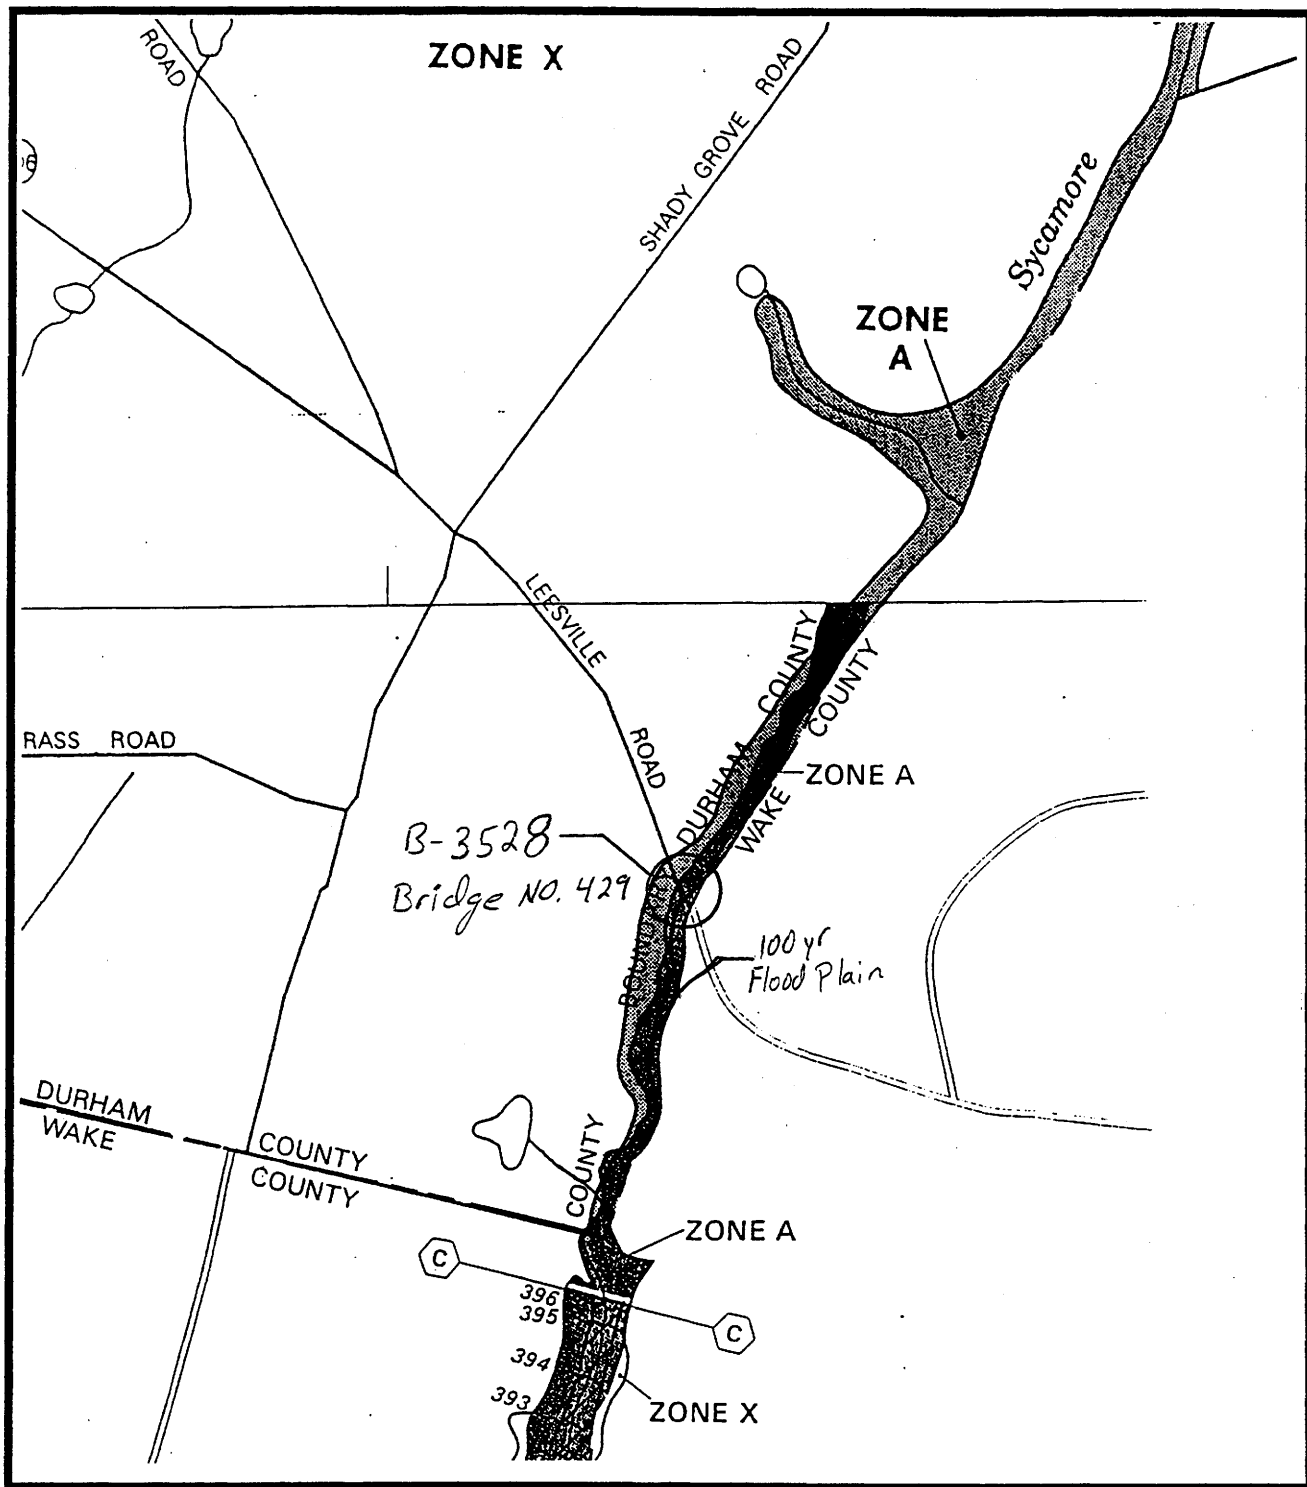 ROAD
ZONE X
SHADY GROVE ROAD
Sycamore
ZONE
A
LEESVILLE
ROAD
DURHAM COUNTY
WAKE COUNTY
RASS ROAD
ZONE A
B-3528
Bridge NO. 429
100 yr
Flood Plain
DURHAM
WAKE
COUNTY
COUNTY
COUNTY
ZONE A
C
396
395
C
394
393
ZONE X